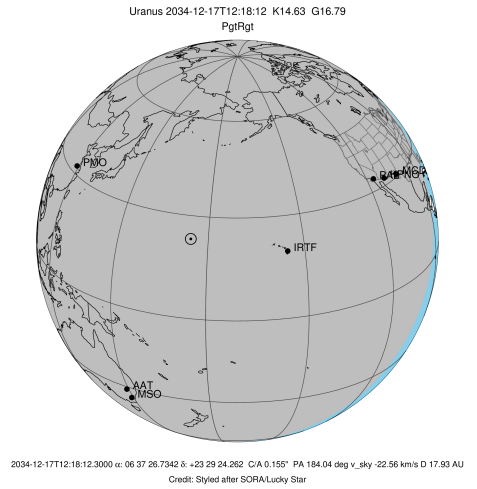 Uranus 2034-12-17T12:18:12 K14.63 G16.79
PgtRgt
PMO
IRTF
AAT
MSO
2034-12-17T12:18:12.3000 α: 06 37 26.7342 δ: +23 29 24.262 C/A 0.155" PA 184.04 deg v_sky -22.56 km/s D 17.93 AU
Credit: Styled after SORA/Lucky Star